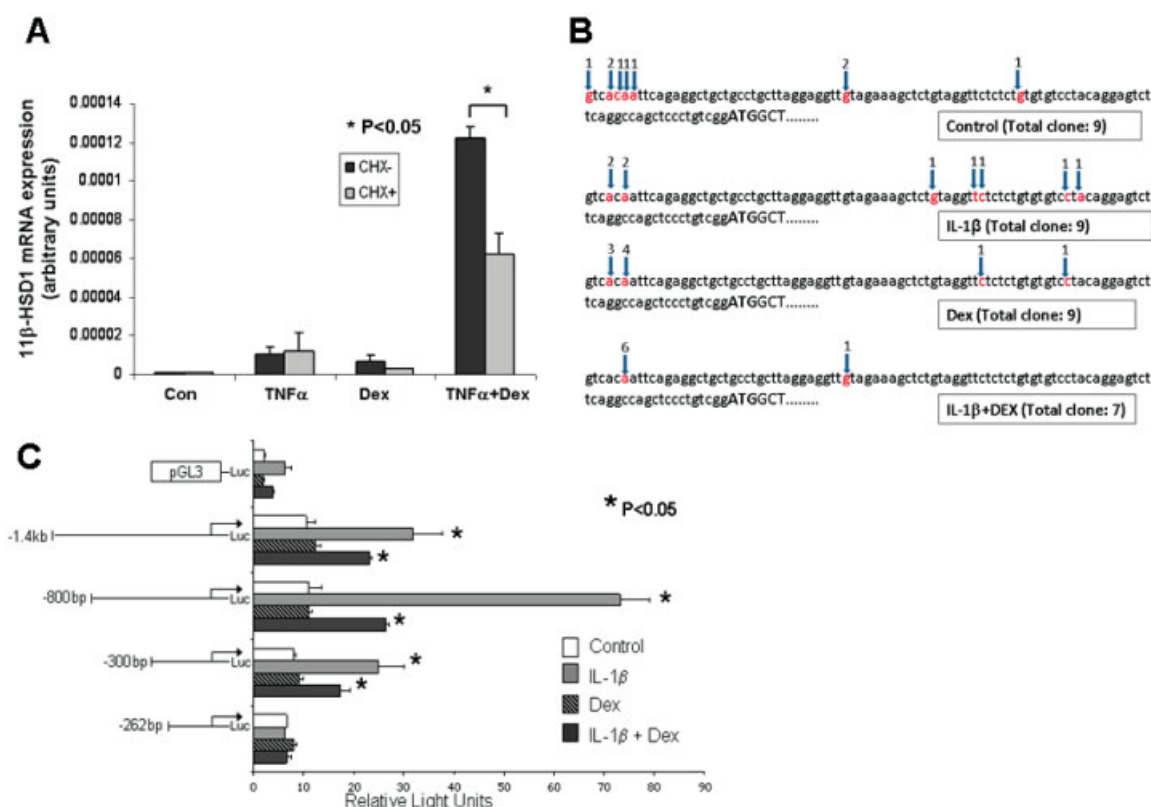 A
11β-HSD1 mRNA expression
(arbitrary units)
0.00014
0.00012
0.0001
0.00008
0.00006
0.00004
0.00002
0
* P<0.05
CHX-
CHX+
*
Con TNFα Dex TNFα+Dex
B
1 2 1 1 1 2 1
gtcacaattcagaggctgctgcctgcttaggaggttgtagaaagctctgtaggttctctctgtgtgtcctacaggagtct
tcaggccagctccctgtcggATGGCT........
Control (Total clone: 9)
2 2 1 1 1 1 1
gtcacaattcagaggctgctgcctgcttaggaggttgtagaaagctctgtaggttctctctgtgtgtcctacaggagtct
tcaggccagctccctgtcggATGGCT........
IL-1β (Total clone: 9)
3 4 1 1
gtcacaattcagaggctgctgcctgcttaggaggttgtagaaagctctgtaggttctctctgtgtgtcctacaggagtct
tcaggccagctccctgtcggATGGCT........
Dex (Total clone: 9)
6 1
gtcacaattcagaggctgctgcctgcttaggaggttgtagaaagctctgtaggttctctctgtgtgtcctacaggagtct
tcaggccagctccctgtcggATGGCT........
IL-1β+DEX (Total clone: 7)
C
pGL3 Luc
* P<0.05
-1.4kb Luc * *
-800bp Luc * *
-300bp Luc * *
-262bp Luc
Control
IL-1β
Dex
IL-1β + Dex
0 10 20 30 40 50 60 70 80 90
Relative Light Units